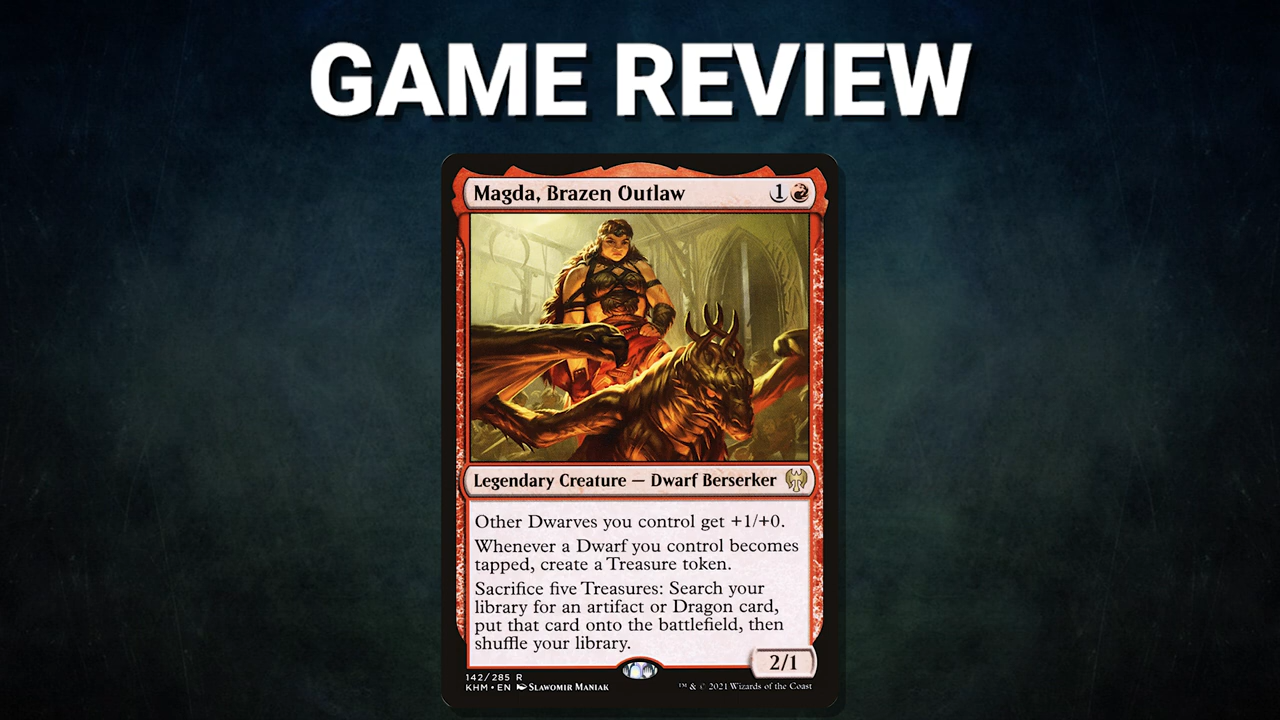 GAME REVIEW
Magda, Brazen Outlaw 1
Legendary Creature — Dwarf Berserker
Other Dwarves you control get +1/+0.
Whenever a Dwarf you control becomes
tapped, create a Treasure token.
Sacrifice five Treasures: Search your
library for an artifact or Dragon card,
put that card onto the battlefield, then
shuffle your library.
2/1
142/285 R
KHM • EN Slawomir Maniak
™ & © 2021 Wizards of the Coast